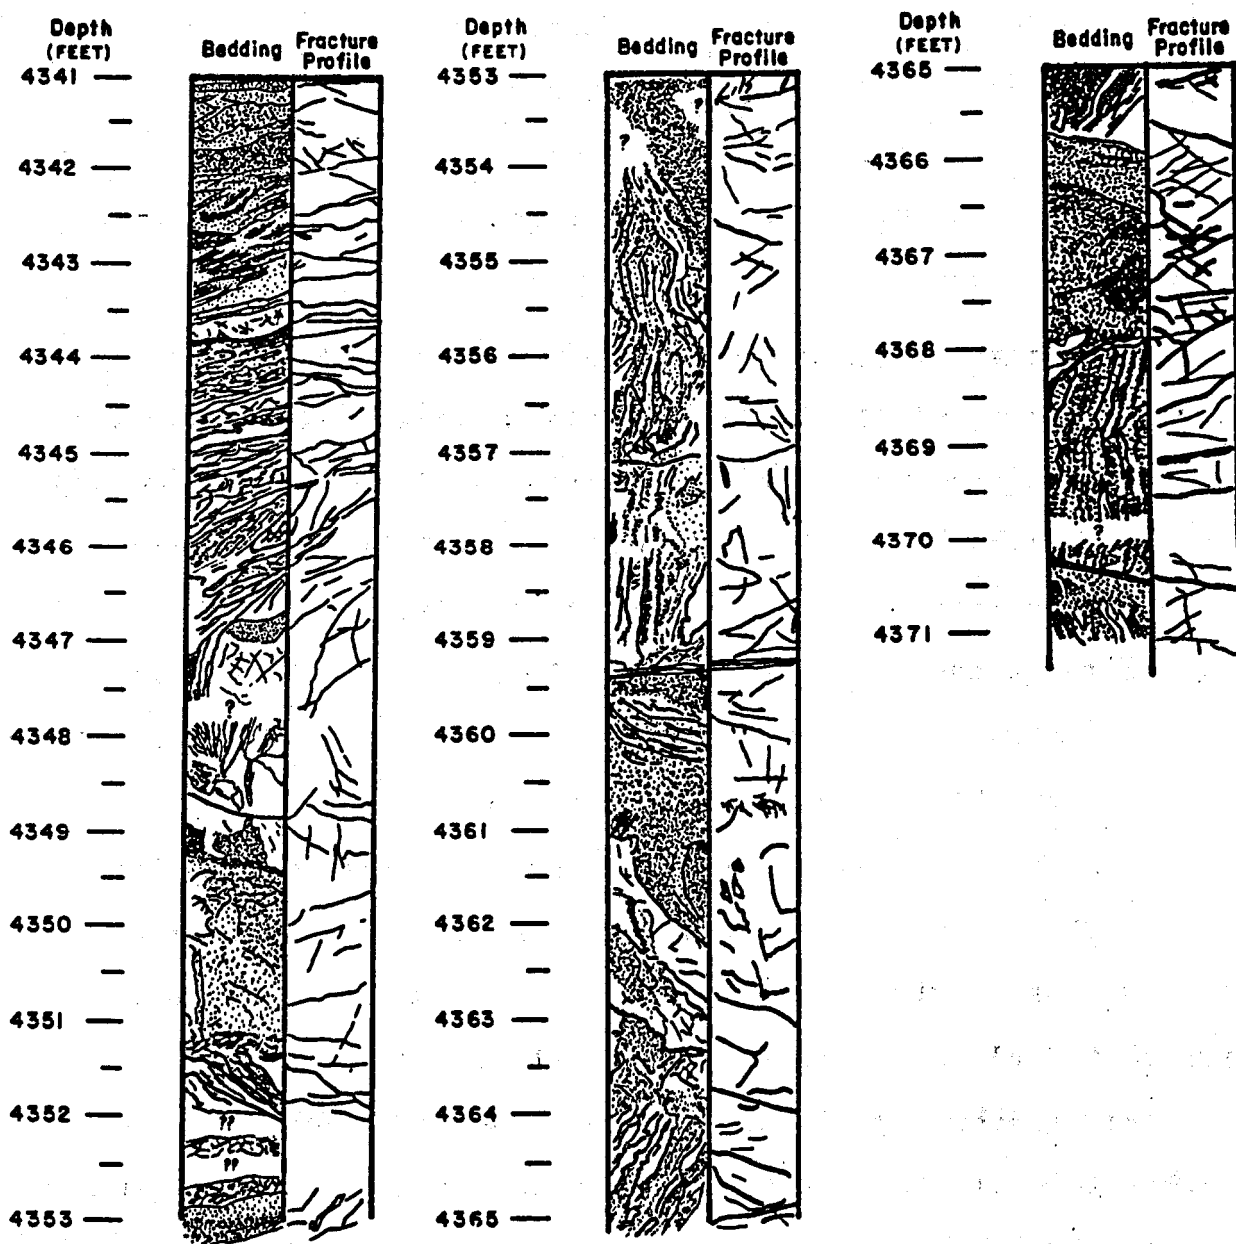 Depth
(FEET)
Bedding
Fracture
Profile
4341
4342
4343
4344
4345
4346
4347
4348
4349
4350
4351
4352
4353
?
?
??
??
Depth
(FEET)
Bedding
Fracture
Profile
4353
4354
4355
4356
4357
4358
4359
4360
4361
4362
4363
4364
4365
?
?
Depth
(FEET)
Bedding
Fracture
Profile
4365
4366
4367
4368
4369
4370
4371
?